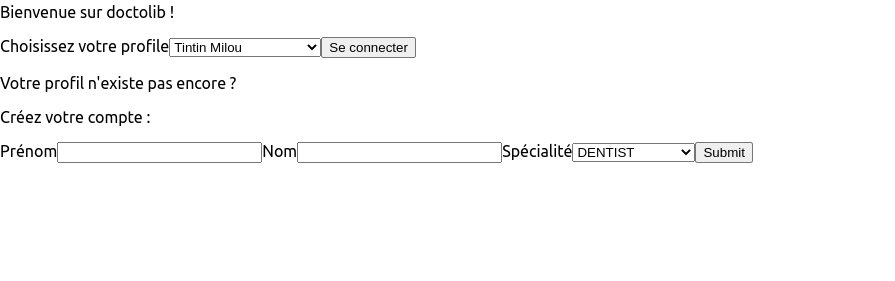 Bienvenue sur doctolib !
Choisissez votre profile Tintin Milou Se connecter
Votre profil n'existe pas encore ?
Créez votre compte :
Prénom Nom Spécialité DENTIST Submit